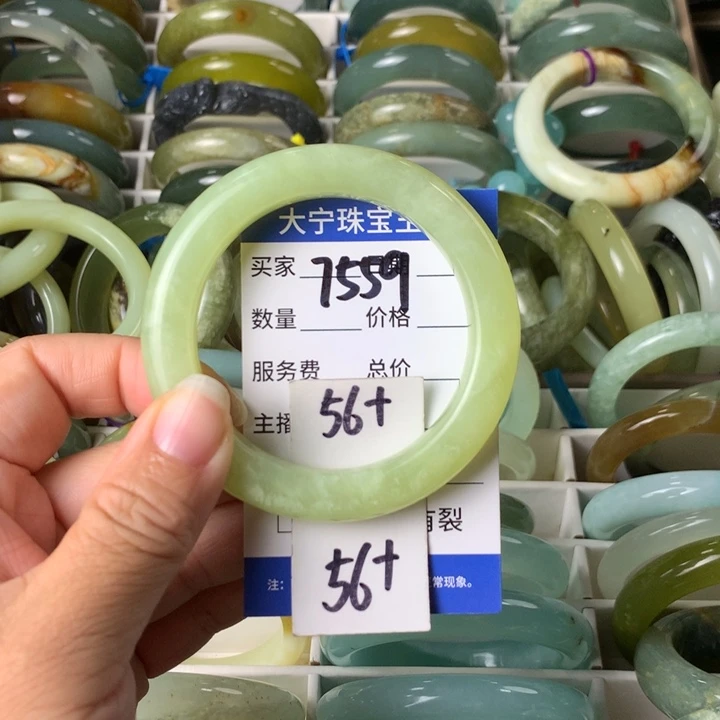 大宁珠宝玉
买家 7559
数量 价格
服务费 总价
主播
56+
有裂
56+
注: 常现象。